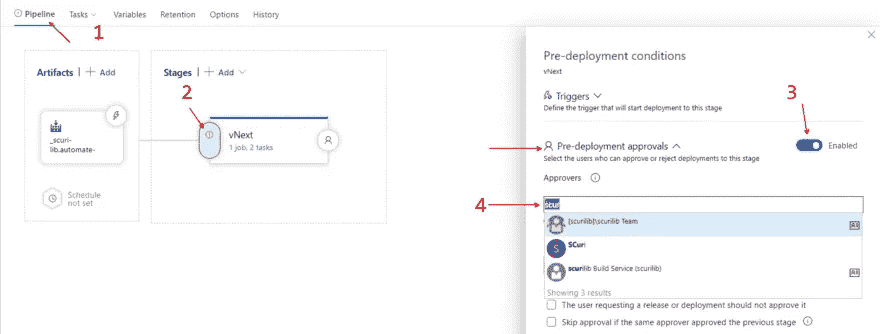 Pipeline Tasks Variables Retention Options History
1
Artifacts | + Add
Stages | + Add
2
_scuri-
lib.automate-
vNext
1 job, 2 tasks
Schedule
not set
Pre-deployment conditions
vNext
Triggers
Define the trigger that will start deployment to this stage
3
Pre-deployment approvals
Enabled
Select the users who can approve or reject deployments to this stage
Approvers
4
scuri
[scurilib]\scurilib Team
S
SCuri
scurilib Build Service (scurilib)
Showing 3 results
The user requesting a release or deployment should not approve it
Skip approval if the same approver approved the previous stage